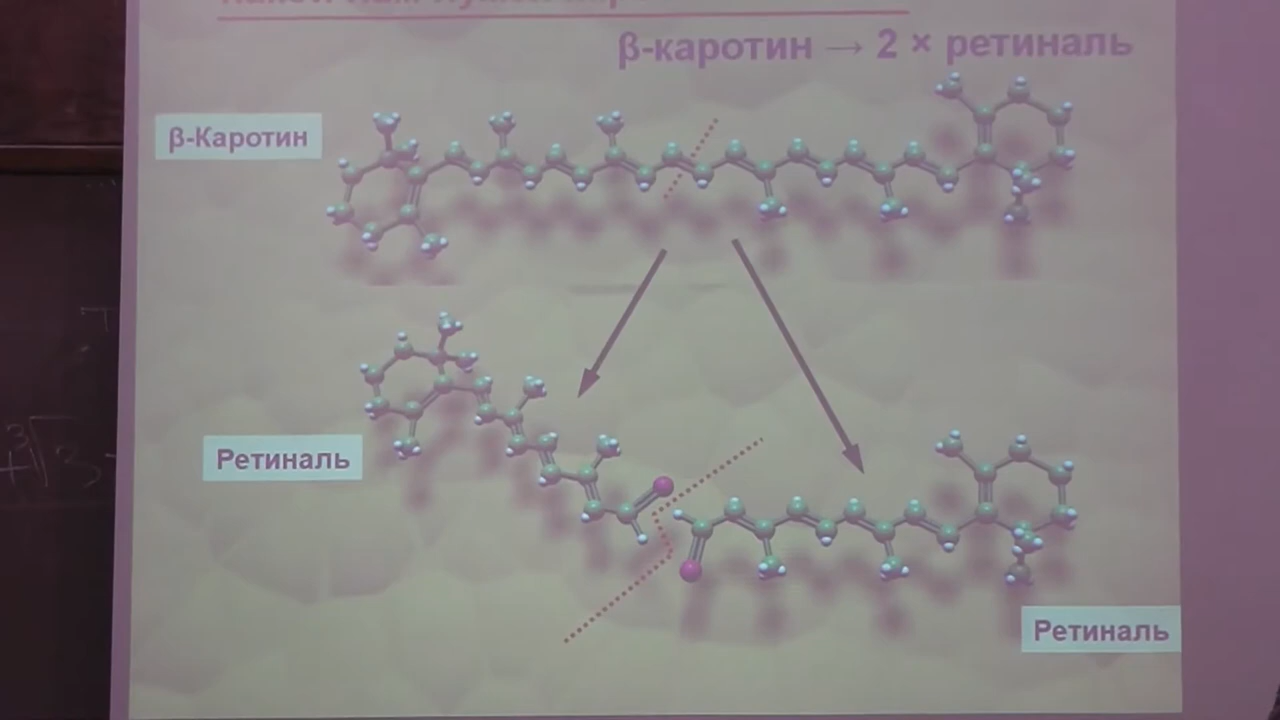 β-каротин → 2 × ретиналь
β-Каротин
Ретиналь
Ретиналь